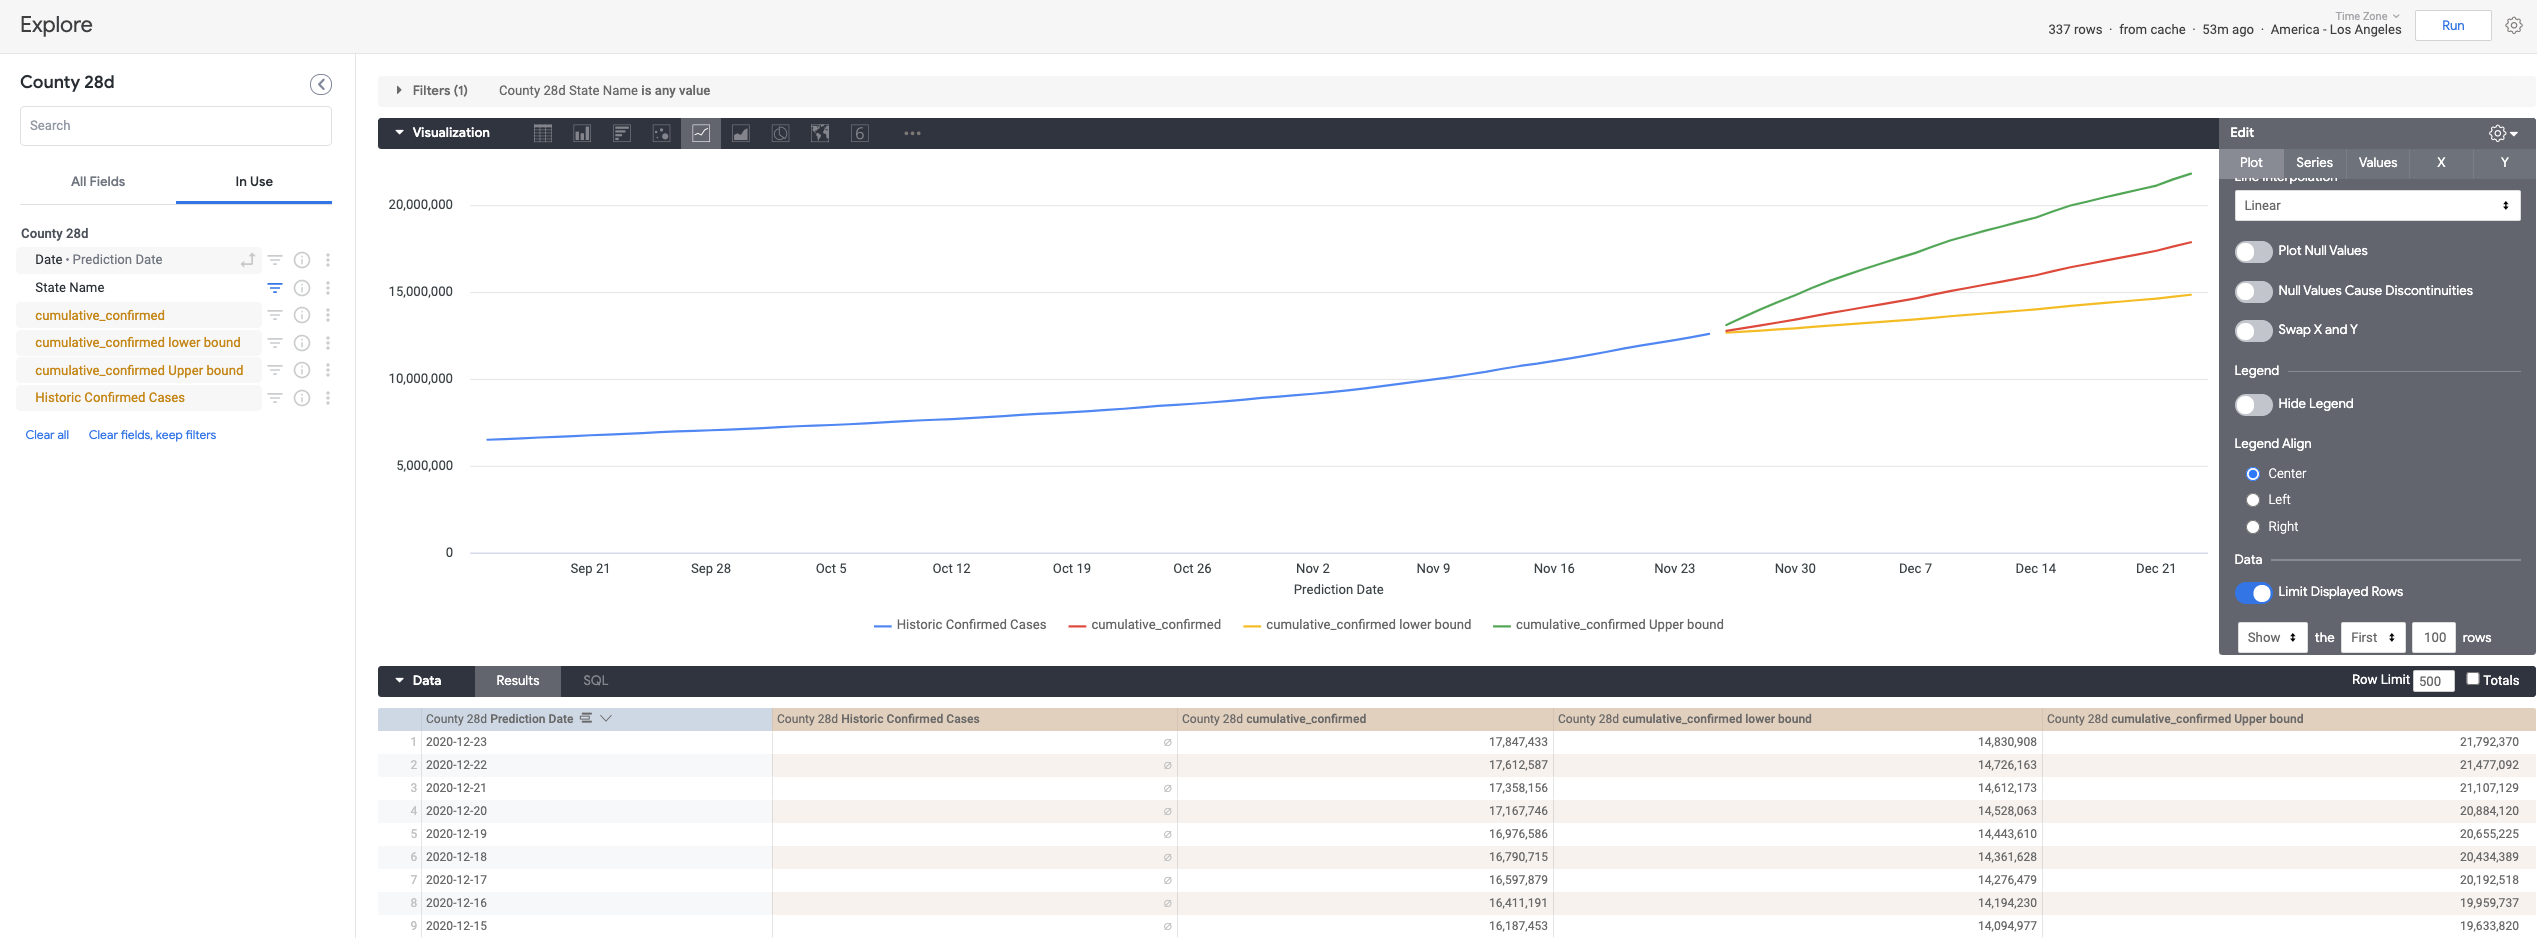 Explore
Time Zone
337 rows · from cache · 53m ago · America - Los Angeles
Run
County 28d
Search
All Fields
In Use
County 28d
Date · Prediction Date
State Name
cumulative_confirmed
cumulative_confirmed lower bound
cumulative_confirmed Upper bound
Historic Confirmed Cases
Clear all
Clear fields, keep filters
Filters (1)
County 28d State Name is any value
Visualization
6
20,000,000
15,000,000
10,000,000
5,000,000
0
Sep 21
Sep 28
Oct 5
Oct 12
Oct 19
Oct 26
Nov 2
Nov 9
Nov 16
Nov 23
Nov 30
Dec 7
Dec 14
Dec 21
Prediction Date
Historic Confirmed Cases
cumulative_confirmed
cumulative_confirmed lower bound
cumulative_confirmed Upper bound
Edit
Plot
Series
Values
X
Y
Line Interpolation
Linear
Plot Null Values
Null Values Cause Discontinuities
Swap X and Y
Legend
Hide Legend
Legend Align
Center
Left
Right
Data
Limit Displayed Rows
Show the First 100 rows
Data
Results
SQL
Row Limit 500
Totals
County 28d Prediction Date County 28d Historic Confirmed Cases County 28d cumulative_confirmed County 28d cumulative_confirmed lower bound County 28d cumulative_confirmed Upper bound
1 2020-12-23 ∅ 17,847,433 14,830,908 21,792,370
2 2020-12-22 ∅ 17,612,587 14,726,163 21,477,092
3 2020-12-21 ∅ 17,358,156 14,612,173 21,107,129
4 2020-12-20 ∅ 17,167,746 14,528,063 20,884,120
5 2020-12-19 ∅ 16,976,586 14,443,610 20,655,225
6 2020-12-18 ∅ 16,790,715 14,361,628 20,434,389
7 2020-12-17 ∅ 16,597,879 14,276,479 20,192,518
8 2020-12-16 ∅ 16,411,191 14,194,230 19,959,737
9 2020-12-15 ∅ 16,187,453 14,094,977 19,633,820